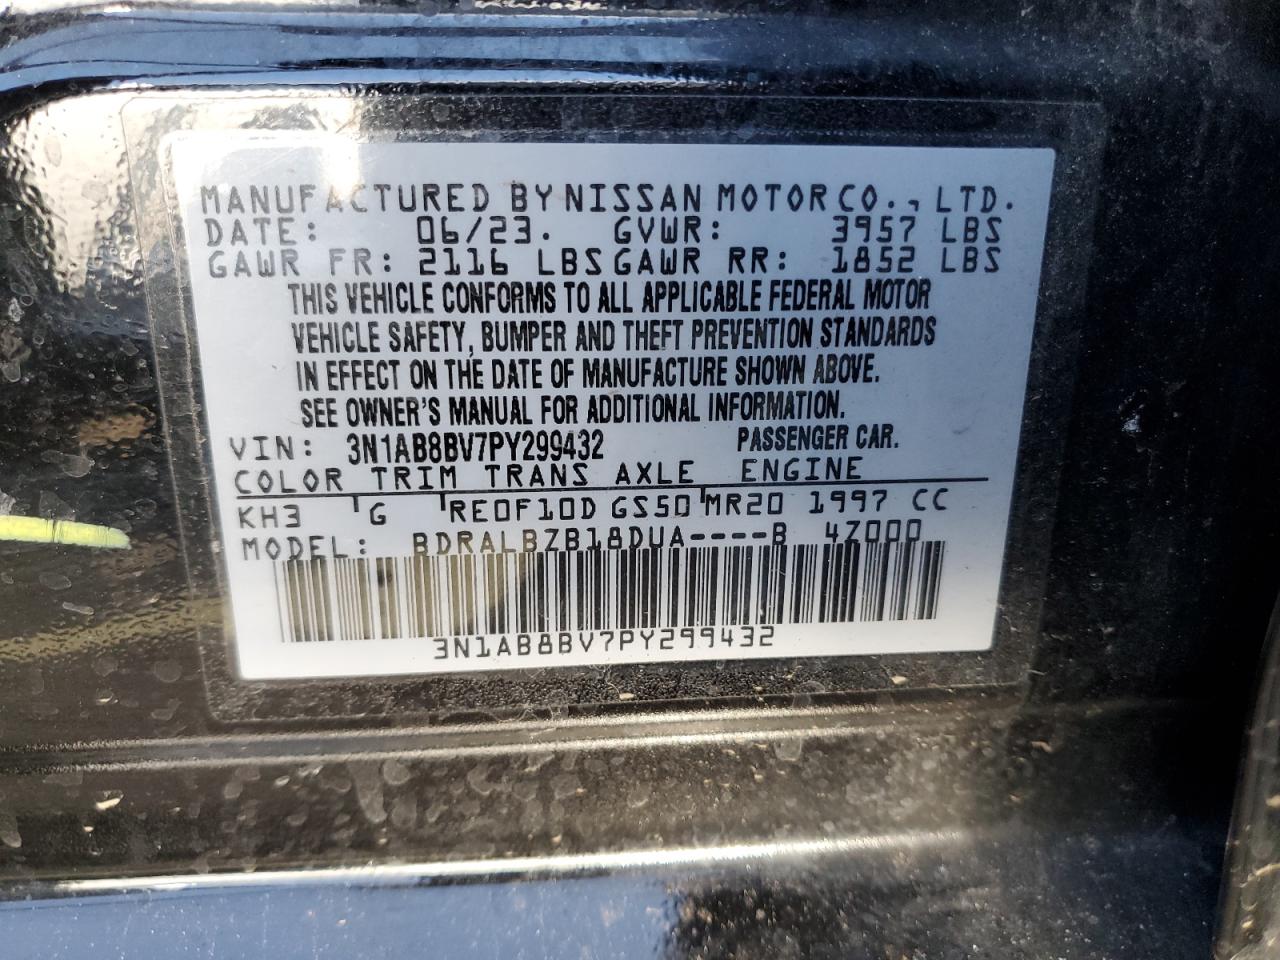 MANUFACTURED BY NISSAN MOTOR CO., LTD.
DATE: 06/23. GVWR: 3957 LBS
GAWR FR: 2116 LBS GAWR RR: 1852 LBS
THIS VEHICLE CONFORMS TO ALL APPLICABLE FEDERAL MOTOR
VEHICLE SAFETY, BUMPER AND THEFT PREVENTION STANDARDS
IN EFFECT ON THE DATE OF MANUFACTURE SHOWN ABOVE.
SEE OWNER'S MANUAL FOR ADDITIONAL INFORMATION.
VIN: 3N1AB8BV7PY299432 PASSENGER CAR.
COLOR TRIM TRANS AXLE ENGINE
KH3 G RE0F10D GS50 MR20 1997 CC
MODEL: BDRALBZB18DUA----B 4Z000
3N1AB8BV7PY299432